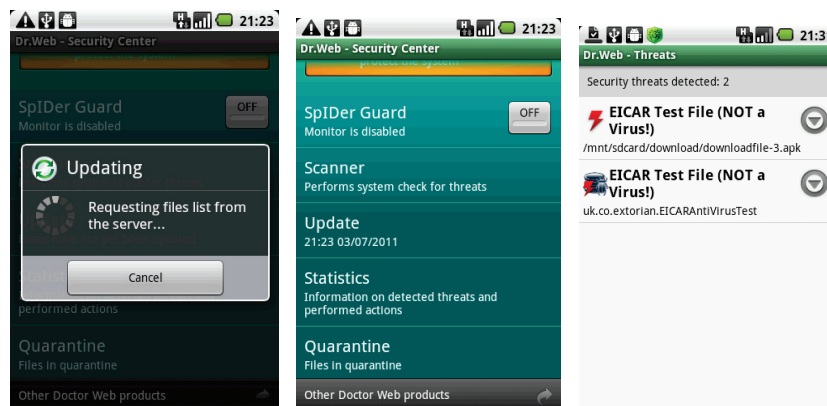 21:23
Dr.Web - Security Center
protect the system
SpIDer Guard
OFF
Monitor is disabled
Updating
Requesting files list from
the server...
Cancel
performed actions
Quarantine
Files in quarantine
Other Doctor Web products
21:23
Dr.Web - Security Center
protect the system
SpIDer Guard
OFF
Monitor is disabled
Scanner
Performs system check for threats
Update
21:23 03/07/2011
Statistics
Information on detected threats and
performed actions
Quarantine
Files in quarantine
Other Doctor Web products
21:3
Dr.Web - Threats
Security threats detected: 2
EICAR Test File (NOT a
Virus!)
/mnt/sdcard/download/downloadfile-3.apk
EICAR Test File (NOT a
Virus!)
uk.co.extorian.EICARAntiVirusTest